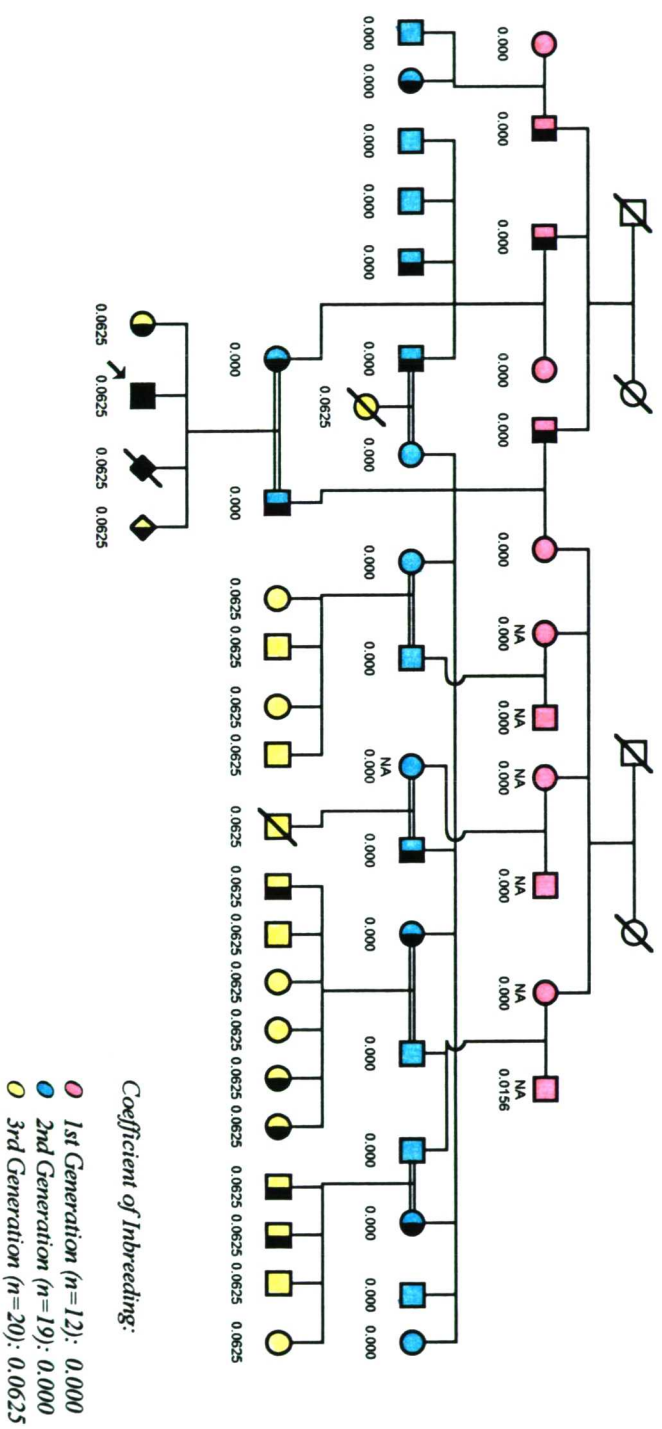 NA NA NA NA NA NA
0.000 0.000 0.000 0.000 0.000 0.000 0.000 0.000 0.000 0.0156
NA
0.000 0.000 0.000 0.000 0.000 0.000 0.000 0.000 0.000 0.000 0.000 0.000 0.000 0.000 0.000 0.000 0.000
0.0625
0.000 0.000 0.0625 0.0625 0.0625 0.0625 0.0625 0.0625 0.0625 0.0625 0.0625 0.0625 0.0625 0.0625 0.0625 0.0625 0.0625
0.0625 0.0625 0.0625 0.0625
Coefficient of Inbreeding:
1st Generation (n=12): 0.000
2nd Generation (n=19): 0.000
3rd Generation (n=20): 0.0625